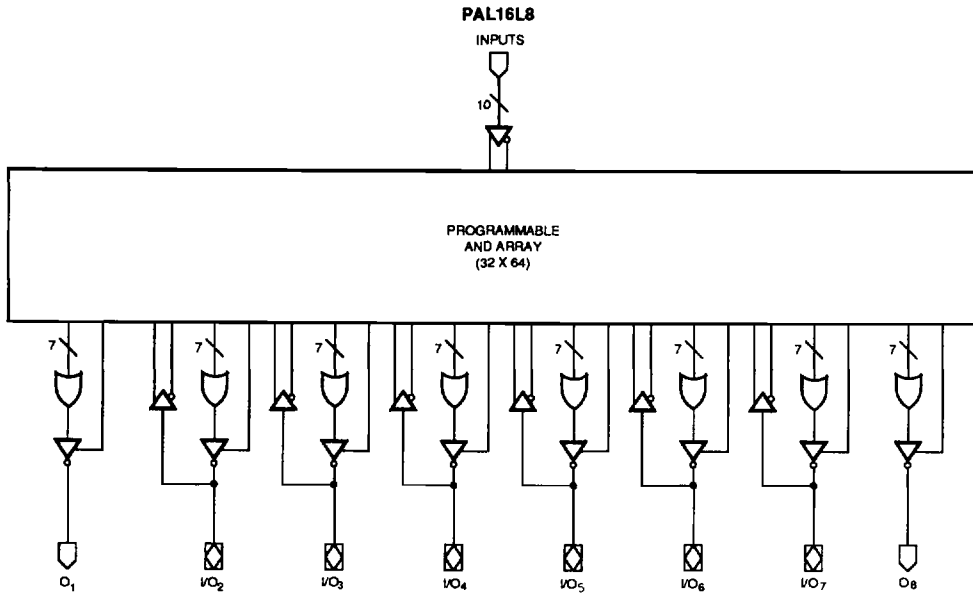 PAL16L8
INPUTS
10
PROGRAMMABLE
AND ARRAY
(32 X 64)
7 7 7 7 7 7 7 7
O1 I/O2 I/O3 I/O4 I/O5 I/O6 I/O7 O8